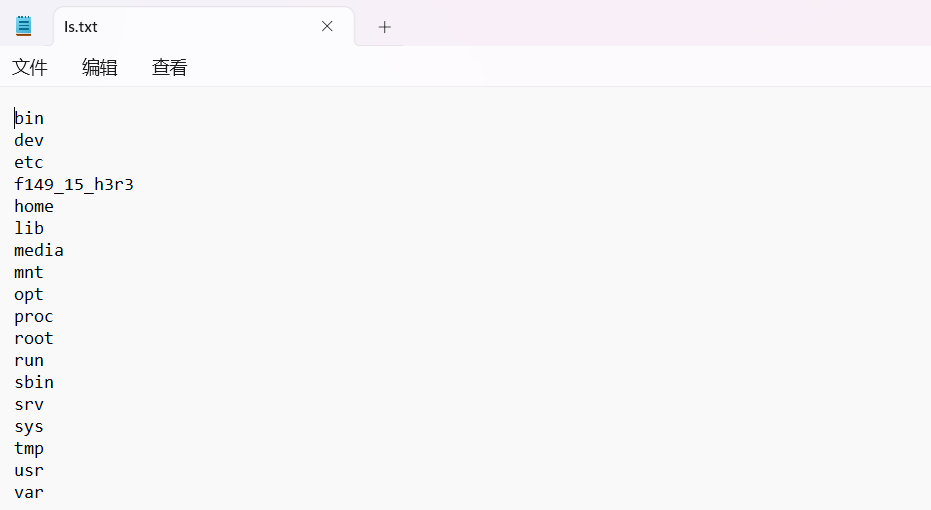 ls.txt
文件 编辑 查看
bin
dev
etc
f149_15_h3r3
home
lib
media
mnt
opt
proc
root
run
sbin
srv
sys
tmp
usr
var